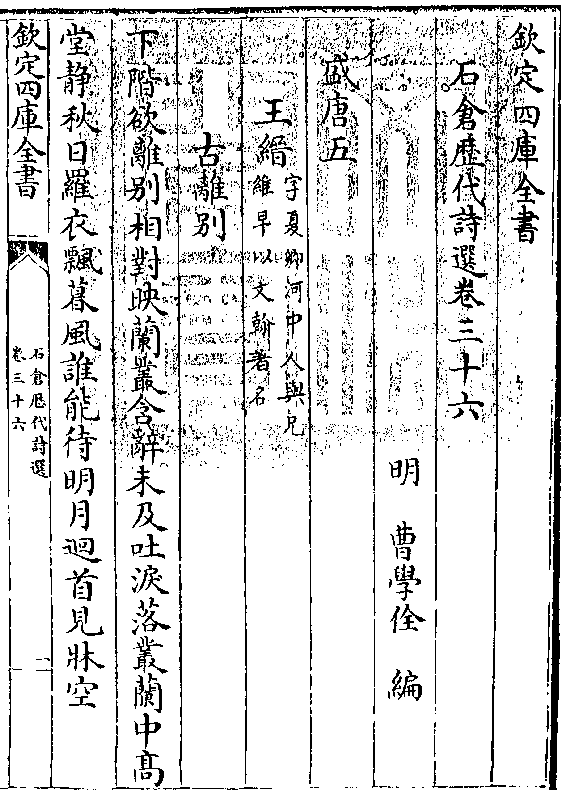 欽定四庫全書
石倉歴代詩選卷三十六
明 曹學佺 編
盛唐五
王縉字夏卿河中人與兄
維早以文翰著名
古離別
下階欲離別相對映蘭叢含辭未及吐淚落叢蘭中髙
堂静秋日羅衣飄暮風誰能待明月迴首見牀空
欽定四庫全書
石倉歴代詩選
卷三十六
一